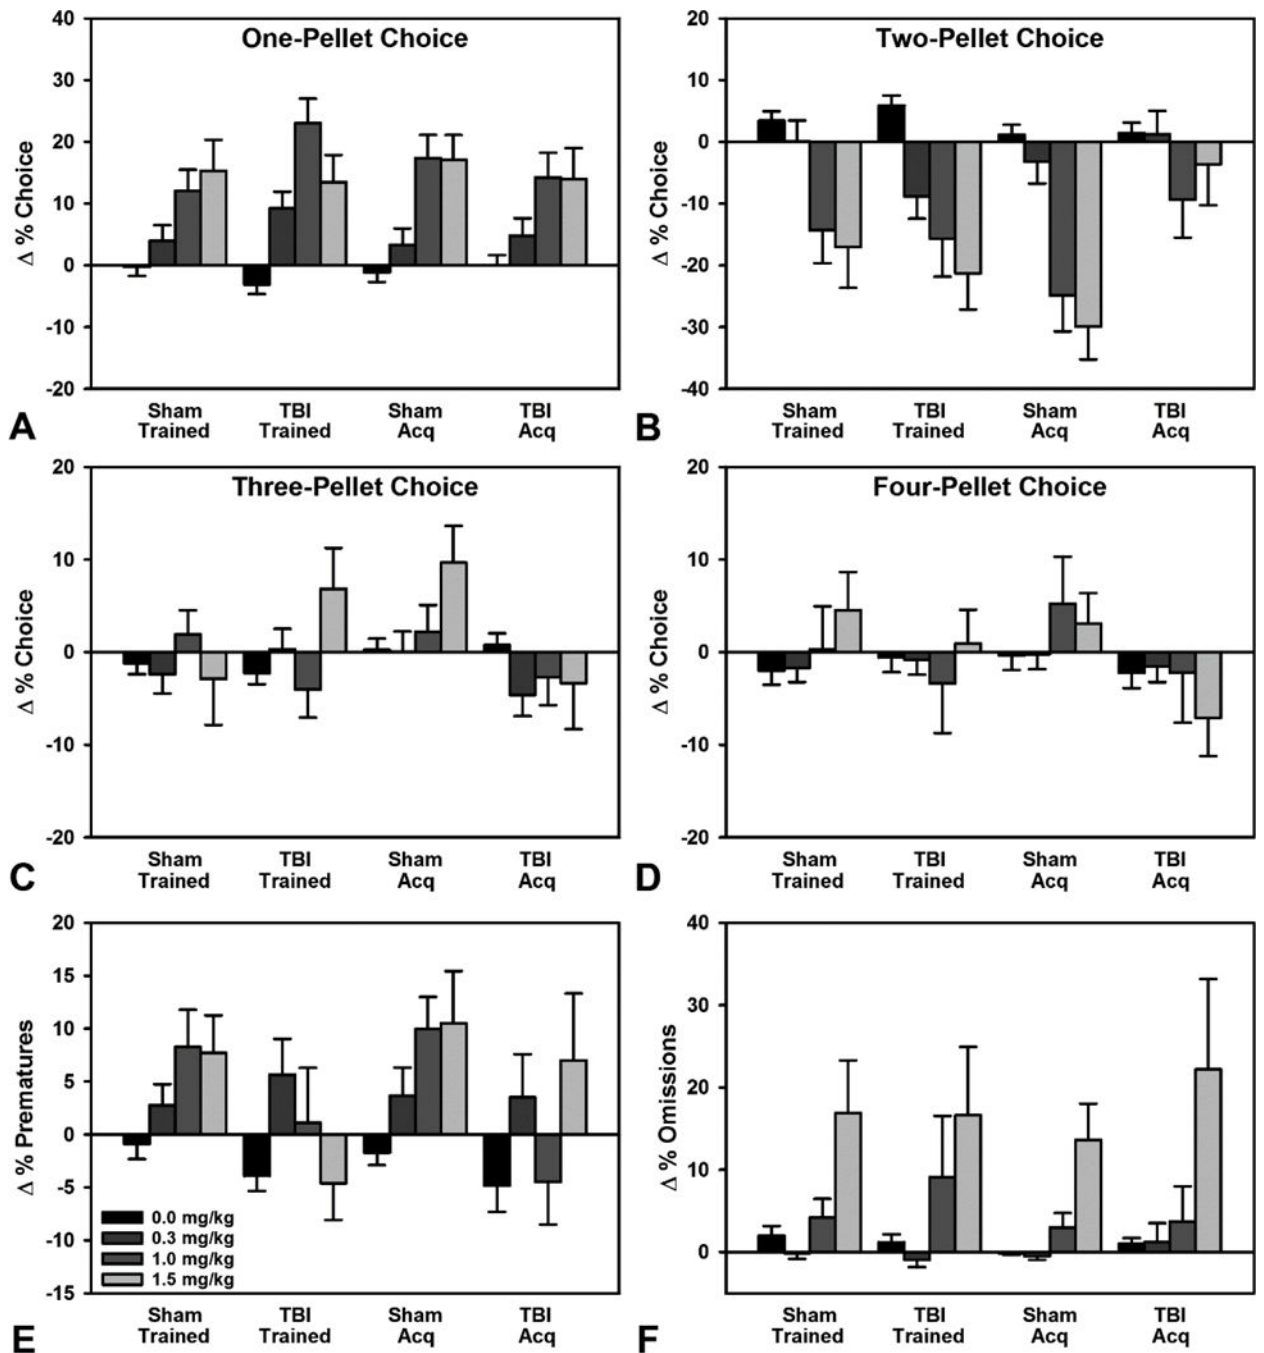 One-Pellet Choice
40
30
20
10
0
-10
-20
Δ % Choice
Sham Trained
TBI Trained
Sham Acq
TBI Acq
A
Two-Pellet Choice
20
10
0
-10
-20
-30
-40
Δ % Choice
Sham Trained
TBI Trained
Sham Acq
TBI Acq
B
Three-Pellet Choice
20
10
0
-10
-20
Δ % Choice
Sham Trained
TBI Trained
Sham Acq
TBI Acq
C
Four-Pellet Choice
20
10
0
-10
-20
Δ % Choice
Sham Trained
TBI Trained
Sham Acq
TBI Acq
D
20
15
10
5
0
-5
-10
-15
Δ % Prematures
0.0 mg/kg
0.3 mg/kg
1.0 mg/kg
1.5 mg/kg
Sham Trained
TBI Trained
Sham Acq
TBI Acq
E
40
30
20
10
0
Δ % Omissions
Sham Trained
TBI Trained
Sham Acq
TBI Acq
F